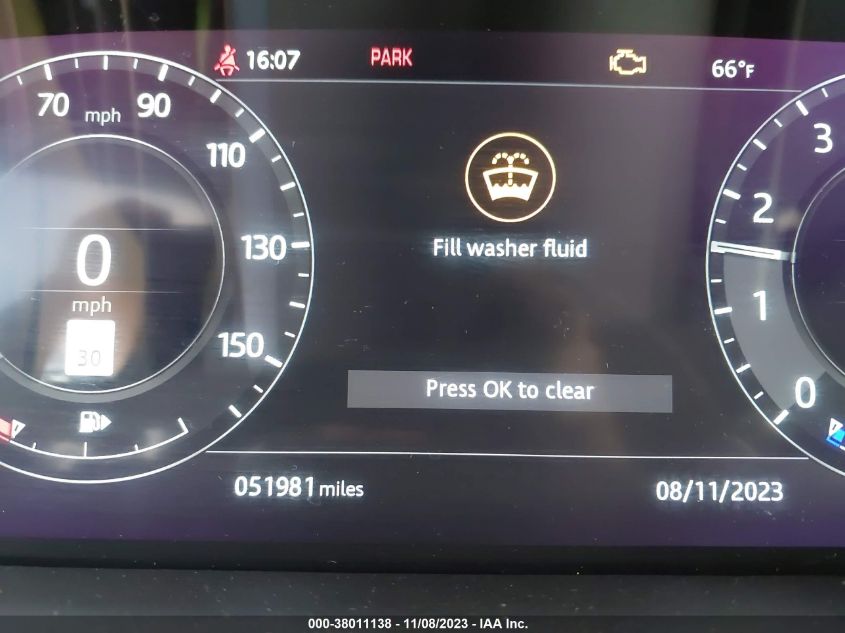 16:07 PARK 66°F
70 mph 90
110
130
150
0
mph
30
Fill washer fluid
Press OK to clear
3
2
1
0
051981 miles
08/11/2023
000-38011138 - 11/08/2023 - IAA Inc.